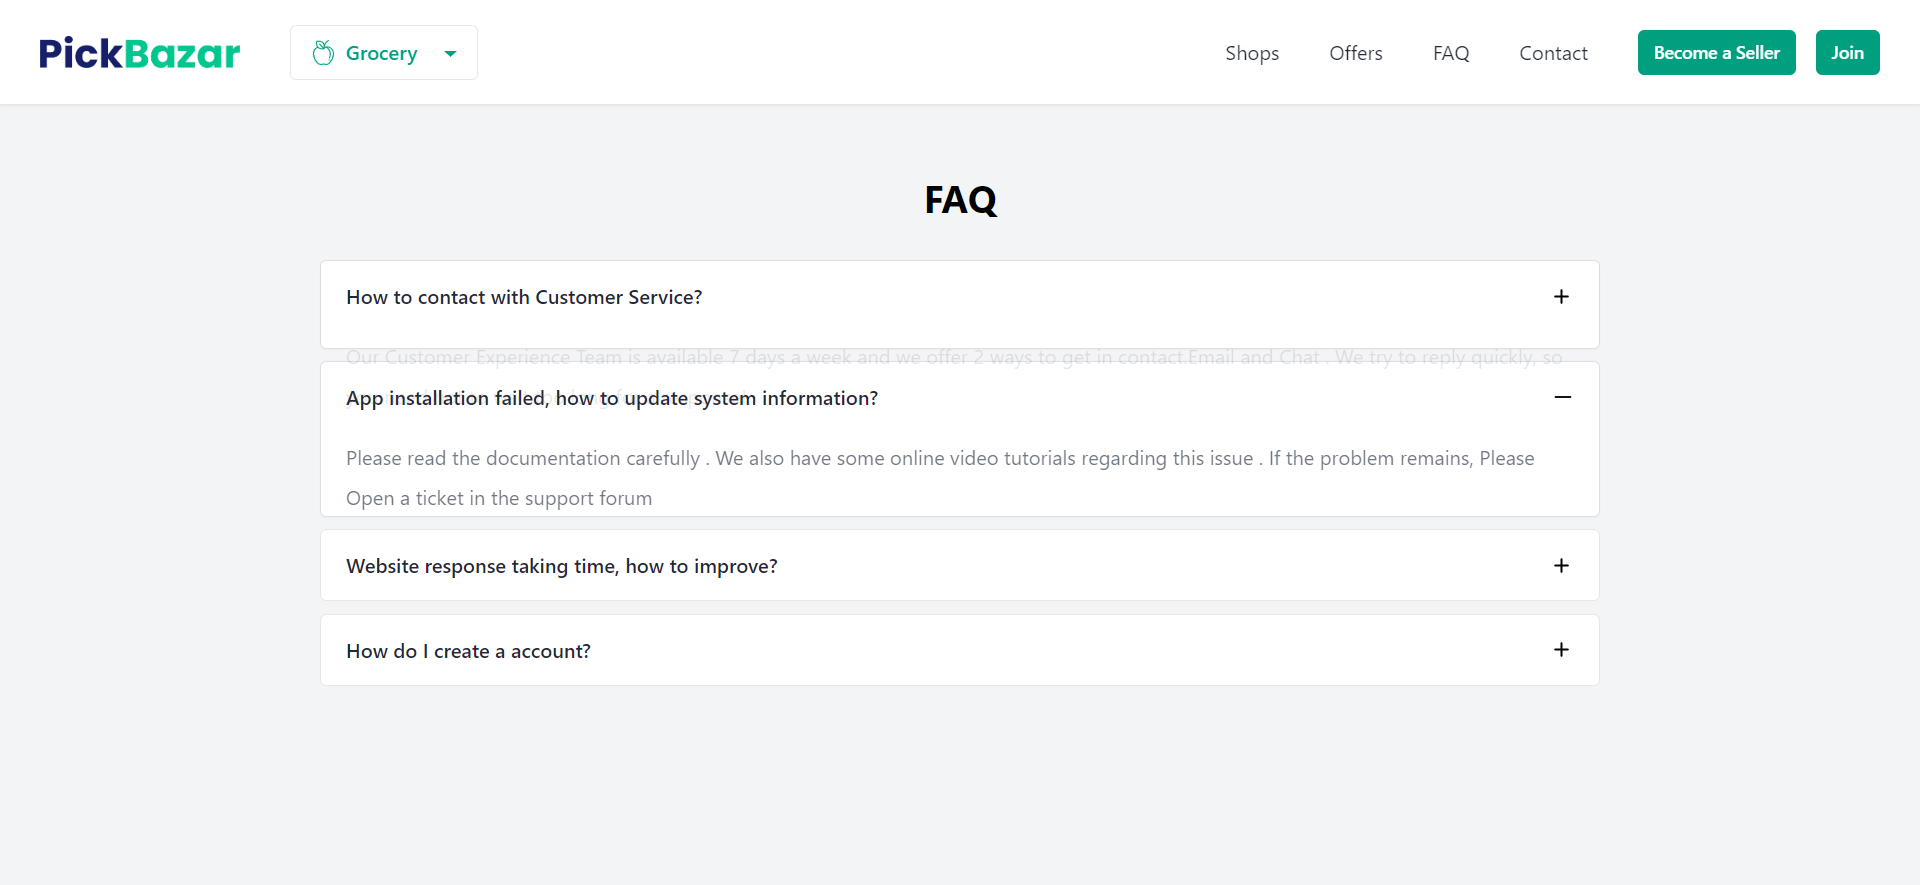 PickBazar
Grocery
Shops
Offers
FAQ
Contact
Become a Seller
Join
FAQ
How to contact with Customer Service?
Our Customer Experience Team is available 7 days a week and we offer 2 ways to get in contact.Email and Chat . We try to reply quickly, so
App installation failed, how to update system information?
Please read the documentation carefully . We also have some online video tutorials regarding this issue . If the problem remains, Please
Open a ticket in the support forum
Website response taking time, how to improve?
How do I create a account?